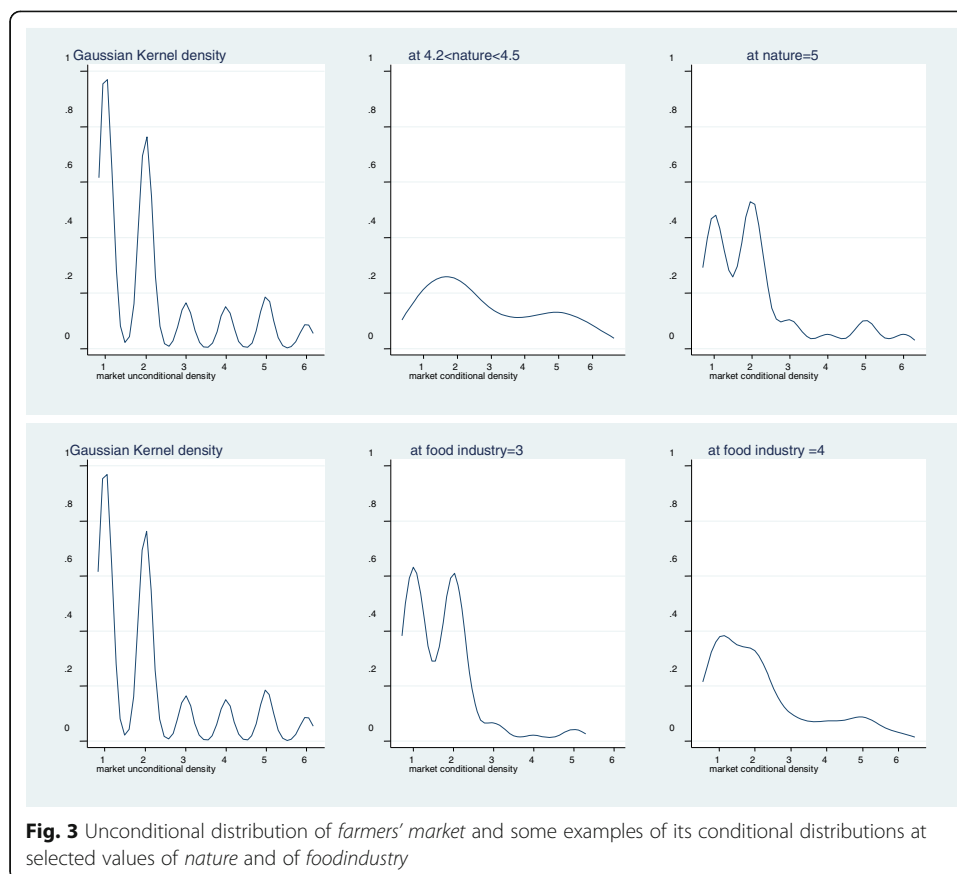 Gaussian Kernel density
at 4.2<nature<4.5
at nature=5
1
.8
.6
.4
.2
0
1 2 3 4 5 6
market unconditional density
1
.8
.6
.4
.2
0
1 2 3 4 5 6
market conditional density
1
.8
.6
.4
.2
0
1 2 3 4 5 6
market conditional density
Gaussian Kernel density
at food industry=3
at food industry =4
1
.8
.6
.4
.2
0
1 2 3 4 5 6
market unconditional density
1
.8
.6
.4
.2
0
1 2 3 4 5 6
market conditional density
1
.8
.6
.4
.2
0
1 2 3 4 5 6
market conditional density
Fig. 3 Unconditional distribution of farmers' market and some examples of its conditional distributions at
selected values of nature and of foodindustry